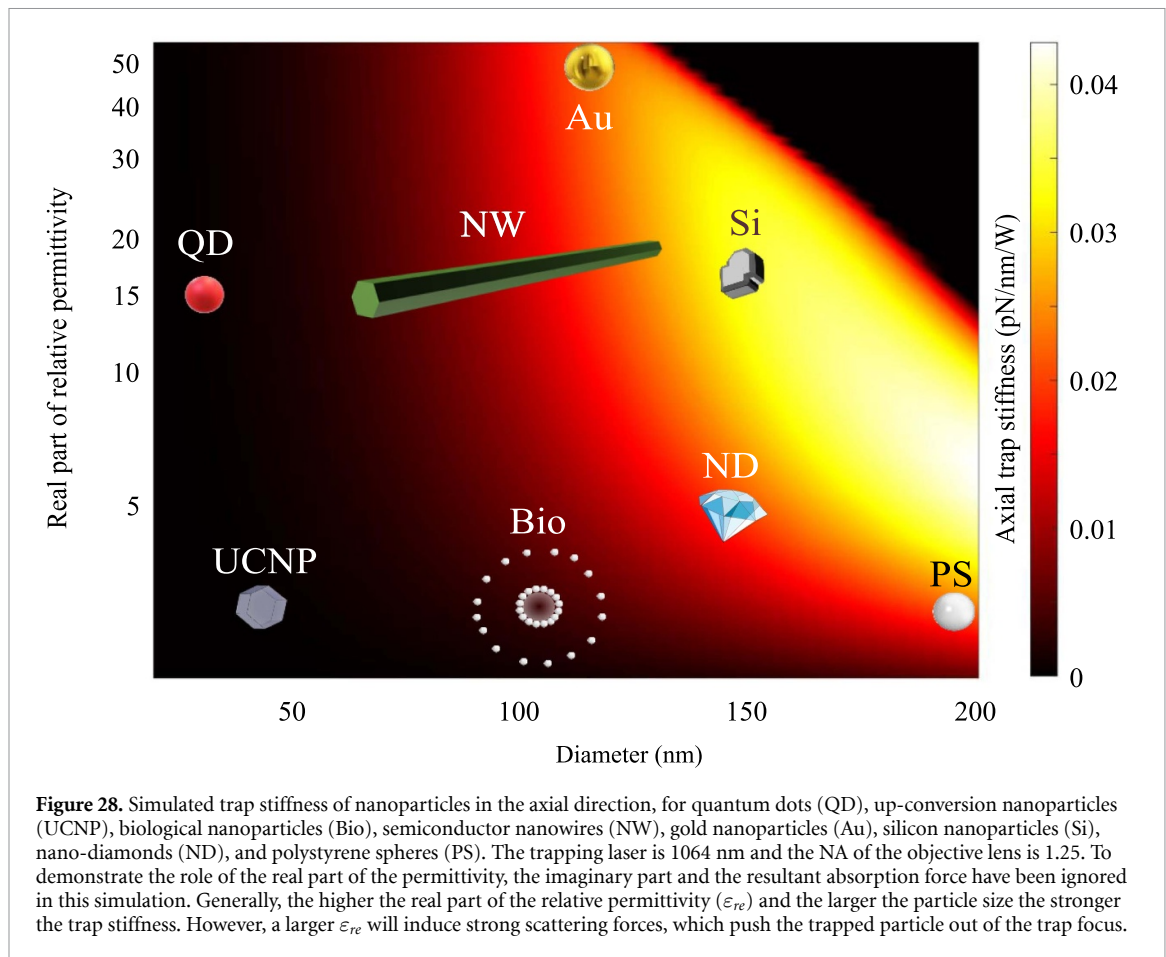 50
40
30
20
15
10
5
Real part of relative permittivity
Au
NW
Si
QD
ND
Bio
UCNP
PS
50
100
150
200
Diameter (nm)
0.04
0.03
0.02
0.01
0
Axial trap stiffness (pN/nm/W)
Figure 28. Simulated trap stiffness of nanoparticles in the axial direction, for quantum dots (QD), up-conversion nanoparticles
(UCNP), biological nanoparticles (Bio), semiconductor nanowires (NW), gold nanoparticles (Au), silicon nanoparticles (Si),
nano-diamonds (ND), and polystyrene spheres (PS). The trapping laser is 1064 nm and the NA of the objective lens is 1.25. To
demonstrate the role of the real part of the permittivity, the imaginary part and the resultant absorption force have been ignored
in this simulation. Generally, the higher the real part of the relative permittivity (εre) and the larger the particle size the stronger
the trap stiffness. However, a larger εre will induce strong scattering forces, which push the trapped particle out of the trap focus.